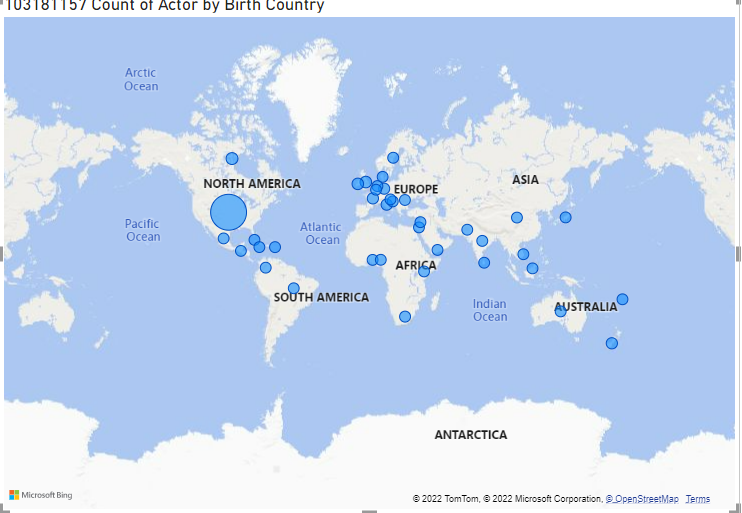 103181157 Count of Actor by Birth Country
Arctic
Ocean
NORTH AMERICA
EUROPE
ASIA
Pacific
Ocean
Atlantic
Ocean
AFRICA
SOUTH AMERICA
Indian
Ocean
AUSTRALIA
ANTARCTICA
Microsoft Bing
© 2022 TomTom, © 2022 Microsoft Corporation, © OpenStreetMap Terms